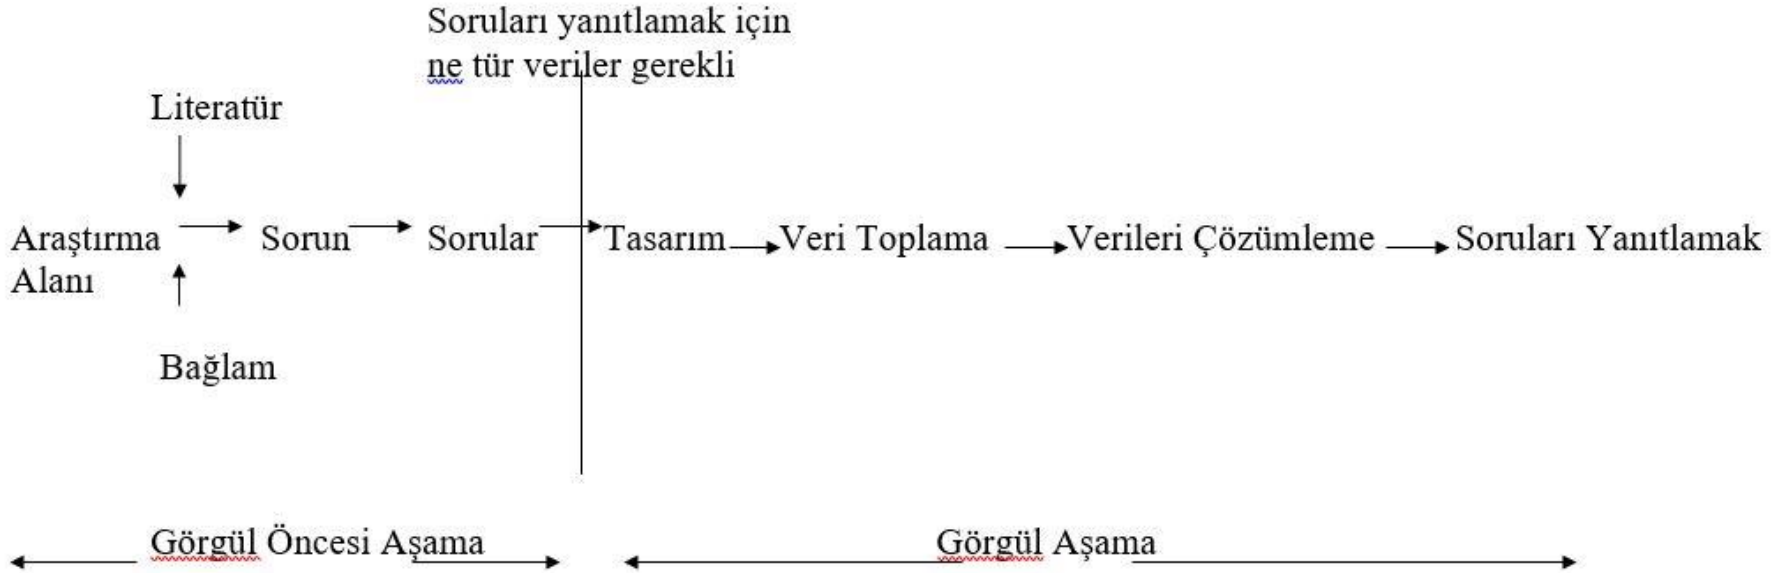 Soruları yanıtlamak için
ne tür veriler gerekli
Literatür
Araştırma
Alanı
Sorun
Sorular
Tasarım
Veri Toplama
Verileri Çözümleme
Soruları Yanıtlamak
Bağlam
Görgül Öncesi Aşama
Görgül Aşama